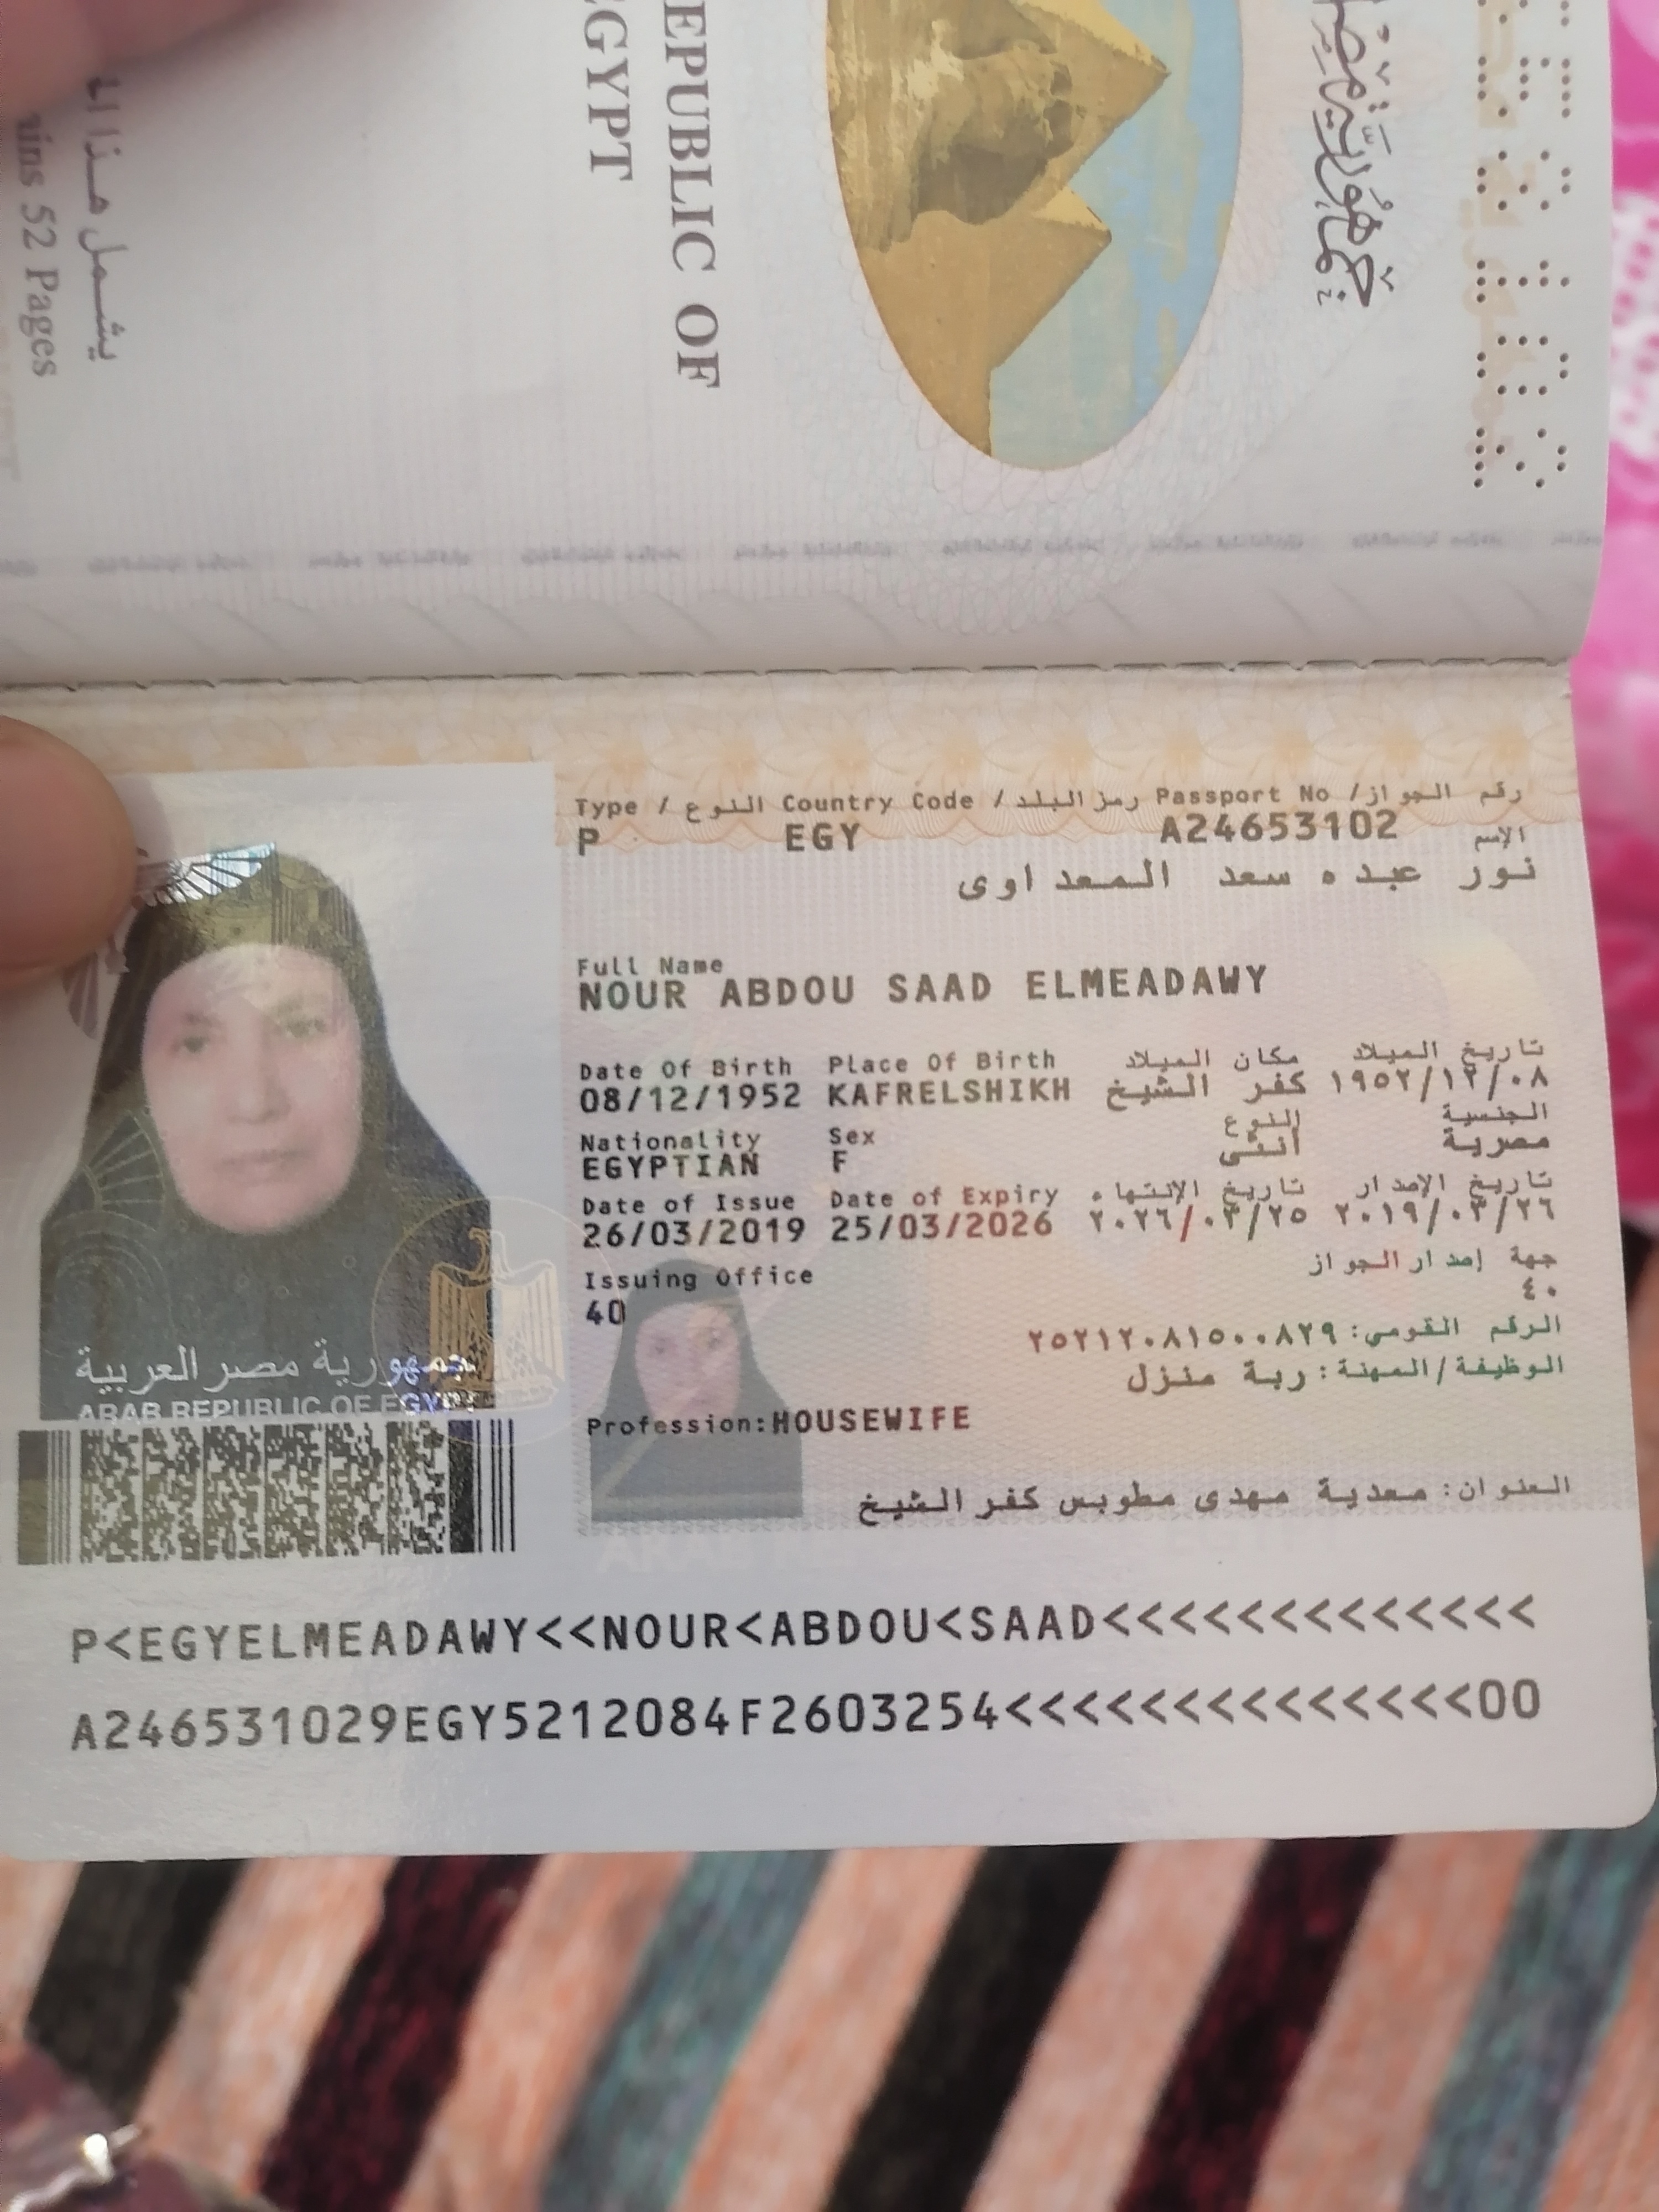 جمهورية مصر
EPUBLIC OF
EGYPT
يشمل هذا ال
ins 52 Pages
Type / النوع Country Code / رمز البلد Passport No / رقم الجواز
P EGY A24653102
الإسم
نور عبده سعد المعداوى
Full Name
NOUR ABDOU SAAD ELMEADAWY
Date Of Birth Place Of Birth مكان الميلاد تاريخ الميلاد
08/12/1952 KAFRELSHIKH كفر الشيخ ١٩٥٢/١٢/٠٨
Nationality Sex النوع الجنسية
EGYPTIAN F أنثى مصرية
Date of Issue Date of Expiry تاريخ الإنتهاء تاريخ الإصدار
26/03/2019 25/03/2026 ٢٠٢٦/٠٣/٢٥ ٢٠١٩/٠٣/٢٦
Issuing Office جهة إصدار الجواز
40 ٤٠
الرقم القومي: ٢٥٢١٢٠٨١٥٠٠٨٢٩
الوظيفة/المهنة: ربة منزل
Profession:HOUSEWIFE
العنوان: معدية مهدى مطوبس كفر الشيخ
جمهورية مصر العربية
ARAB REPUBLIC OF EGYPT
P<EGYELMEADAWY<<NOUR<ABDOU<SAAD<<<<<<<<<<<<<
A246531029EGY5212084F2603254<<<<<<<<<<<<<<00